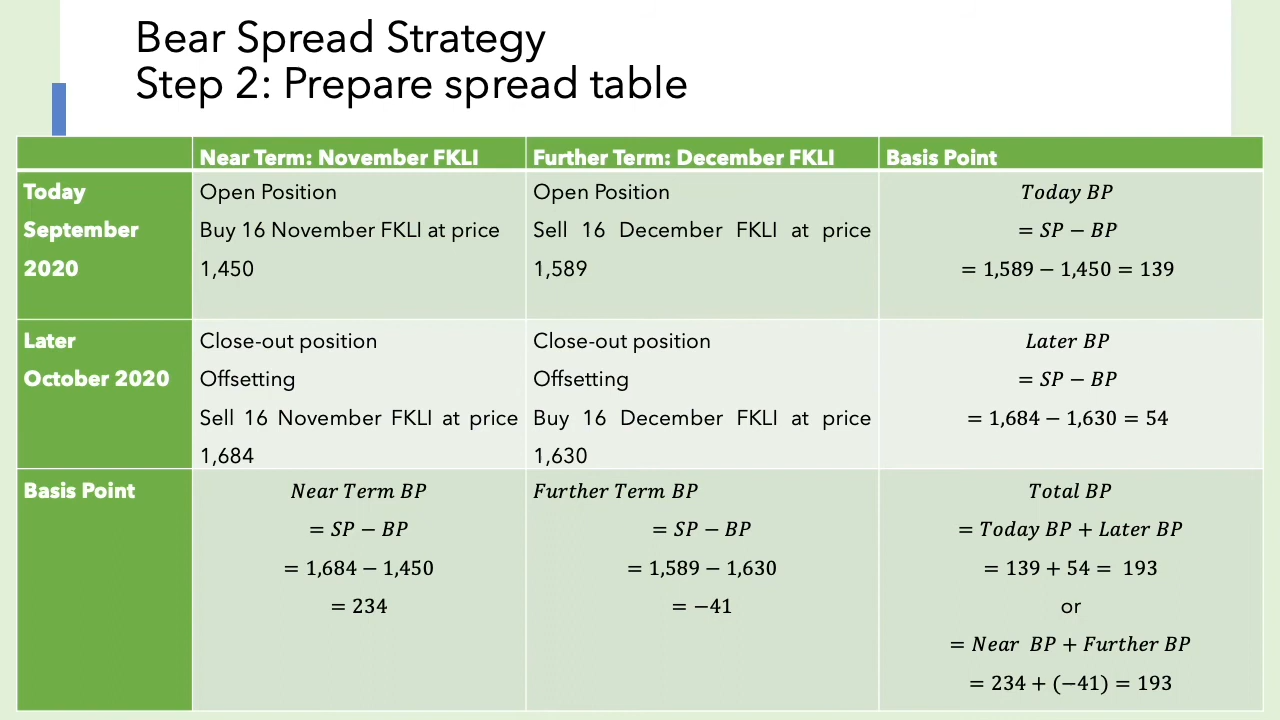 Bear Spread Strategy
Step 2: Prepare spread table
Near Term: November FKLI
Further Term: December FKLI
Basis Point
Today
September
2020
Open Position
Buy 16 November FKLI at price
1,450
Open Position
Sell 16 December FKLI at price
1,589
Today BP
= SP − BP
= 1,589 − 1,450 = 139
Later
October 2020
Close-out position
Offsetting
Sell 16 November FKLI at price
1,684
Close-out position
Offsetting
Buy 16 December FKLI at price
1,630
Later BP
= SP − BP
= 1,684 − 1,630 = 54
Basis Point
Near Term BP
= SP − BP
= 1,684 − 1,450
= 234
Further Term BP
= SP − BP
= 1,589 − 1,630
= −41
Total BP
= Today BP + Later BP
= 139 + 54 = 193
or
= Near BP + Further BP
= 234 + (−41) = 193